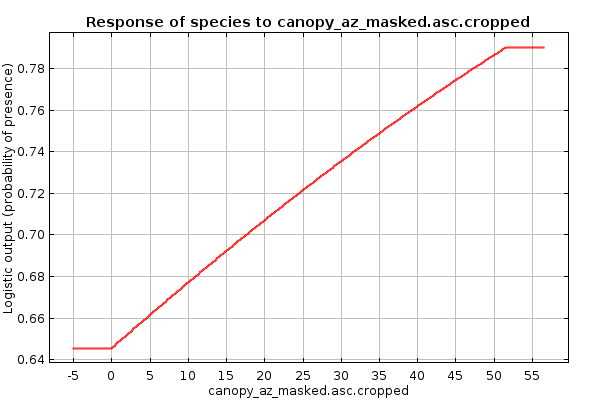 Response of species to canopy_az_masked.asc.cropped
Logistic output (probability of presence)
0.78
0.76
0.74
0.72
0.70
0.68
0.66
0.64
-5 0 5 10 15 20 25 30 35 40 45 50 55
canopy_az_masked.asc.cropped